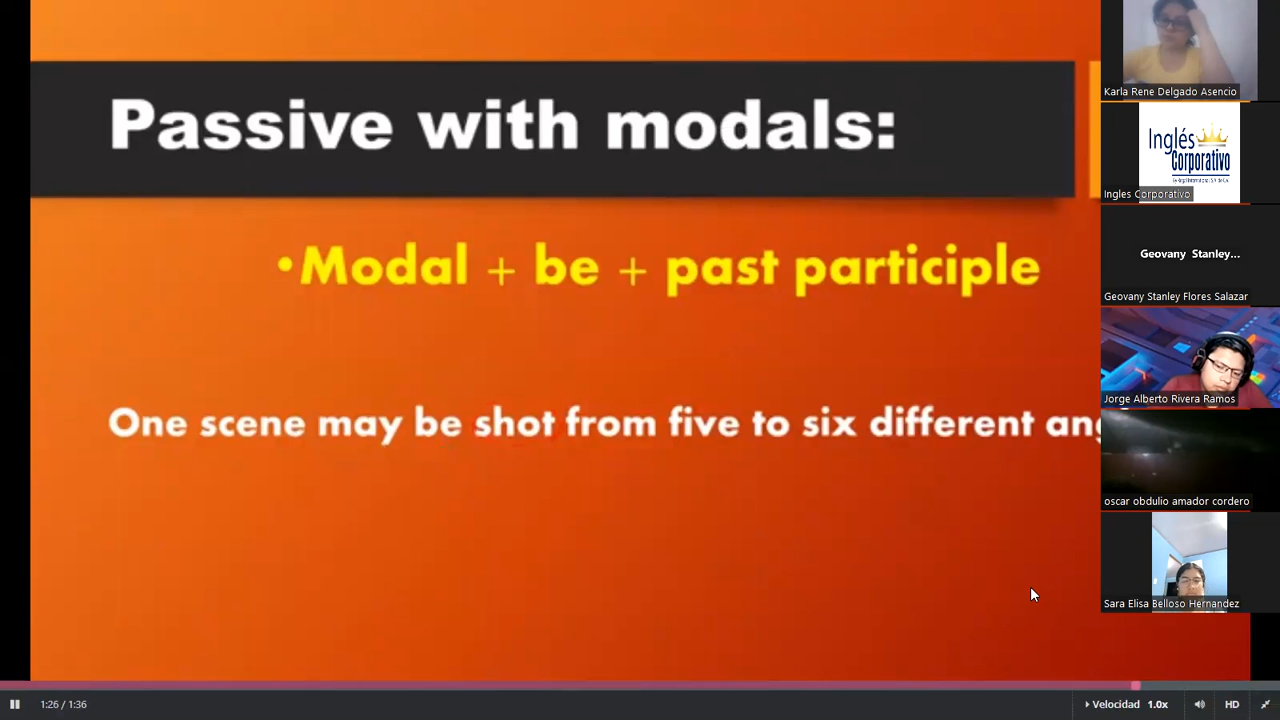 Passive with modals:
•Modal + be + past participle
One scene may be shot from five to six different
Karla Rene Delgado Asencio
Inglés
Corporativo
Ingles Corporativo
Geovany Stanley...
Geovany Stanley Flores Salazar
Jorge Alberto Rivera Ramos
oscar obdulio amador cordero
Sara Elisa Belloso Hernandez
1:26 / 1:36
Velocidad 1.0x
HD